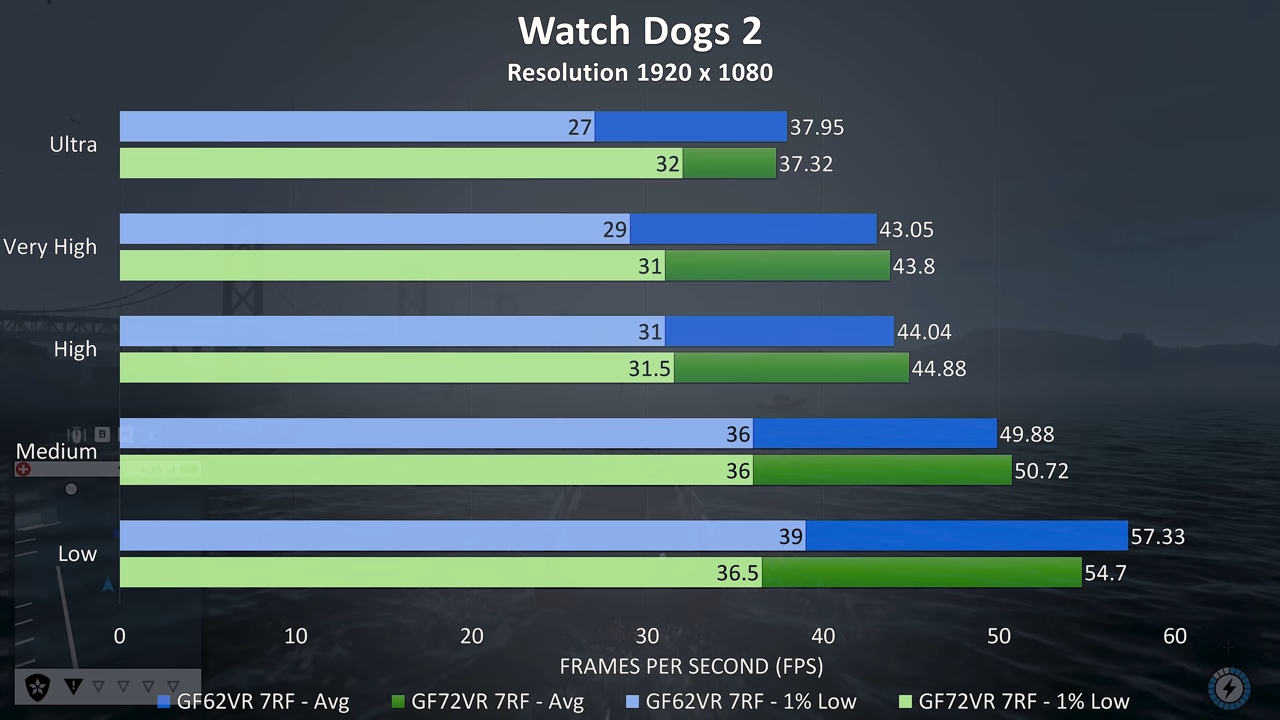 Watch Dogs 2
Resolution 1920 x 1080
Ultra
27
37.95
32
37.32
Very High
29
43.05
31
43.8
High
31
44.04
31.5
44.88
Medium
B
36
49.88
36
50.72
Low
39
57.33
36.5
54.7
0 10 20 30 40 50 60
FRAMES PER SECOND (FPS)
GF62VR 7RF - Avg GF72VR 7RF - Avg GF62VR 7RF - 1% Low GF72VR 7RF - 1% Low